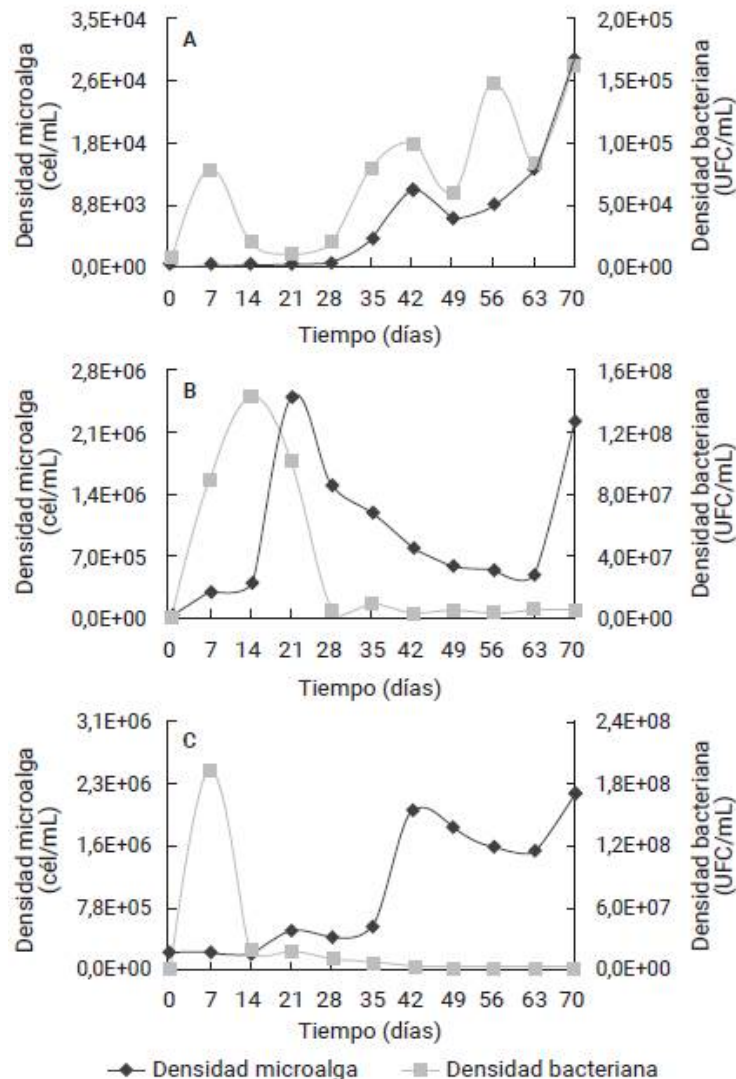 A
Densidad microalga
(cél/mL)
3,5E+04
2,6E+04
1,8E+04
8,8E+03
0,0E+00
2,0E+05
1,5E+05
1,0E+05
5,0E+04
0,0E+00
Densidad bacteriana
(UFC/mL)
0 7 14 21 28 35 42 49 56 63 70
Tiempo (días)
B
Densidad microalga
(cél/mL)
2,8E+06
2,1E+06
1,4E+06
7,0E+05
0,0E+00
1,6E+08
1,2E+08
8,0E+07
4,0E+07
0,0E+00
Densidad bacteriana
(UFC/mL)
0 7 14 21 28 35 42 49 56 63 70
Tiempo (días)
C
Densidad microalga
(cél/mL)
3,1E+06
2,3E+06
1,6E+06
7,8E+05
0,0E+00
2,4E+08
1,8E+08
1,2E+08
6,0E+07
0,0E+00
Densidad bacteriana
(UFC/mL)
0 7 14 21 28 35 42 49 56 63 70
Tiempo (días)
Densidad microalga Densidad bacteriana